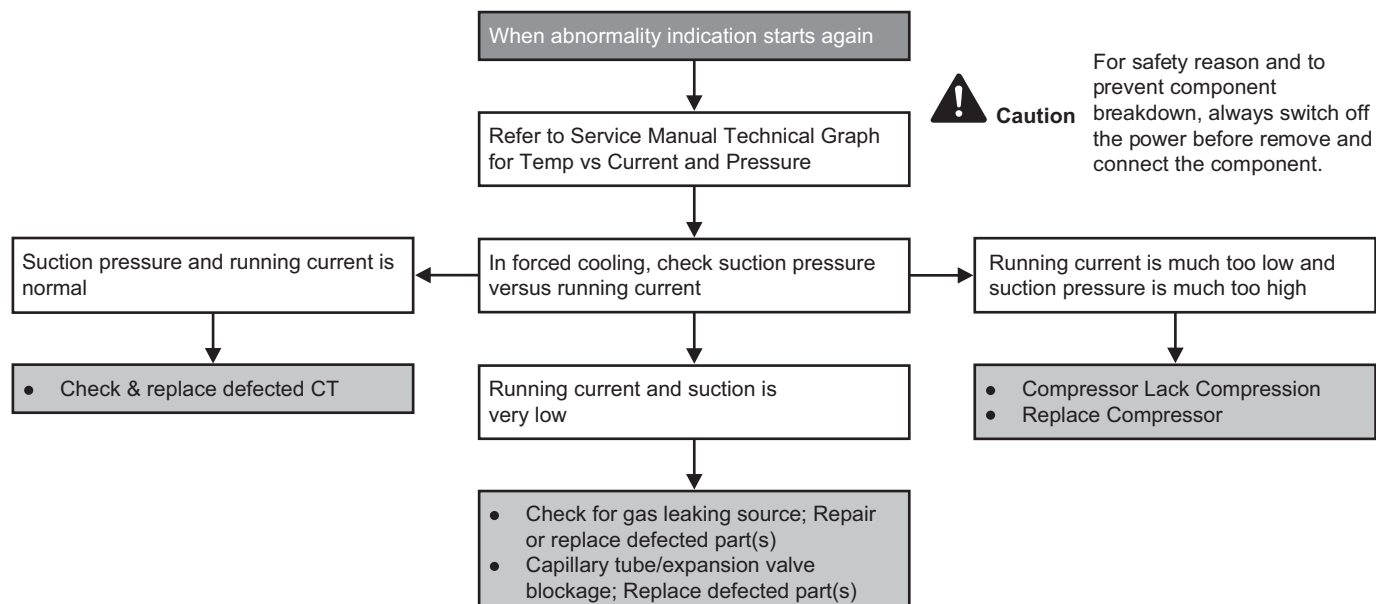 When abnormality indication starts again
For safety reason and to
prevent component
Caution breakdown, always switch off
the power before remove and
connect the component.
Refer to Service Manual Technical Graph
for Temp vs Current and Pressure
Suction pressure and running current is
normal
In forced cooling, check suction pressure
versus running current
Running current is much too low and
suction pressure is much too high
● Check & replace defected CT
Running current and suction is
very low
● Compressor Lack Compression
● Replace Compressor
● Check for gas leaking source; Repair
or replace defected part(s)
● Capillary tube/expansion valve
blockage; Replace defected part(s)